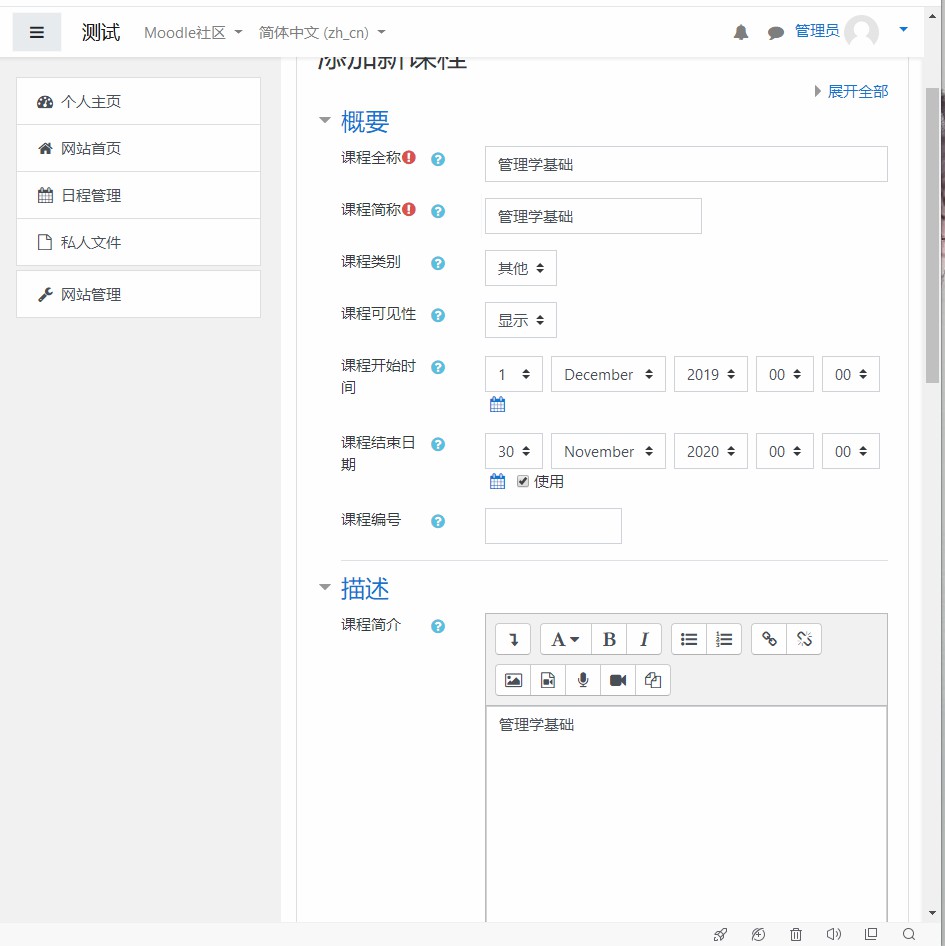 测试 Moodle社区 简体中文 (zh_cn) 管理员
个人主页
网站首页
日程管理
私人文件
网站管理
添加新课程
展开全部
概要
课程全称 管理学基础
课程简称 管理学基础
课程类别 其他
课程可见性 显示
课程开始时
间
1 December 2019 00 00
课程结束日
期
30 November 2020 00 00
使用
课程编号
描述
课程简介
A B I
管理学基础